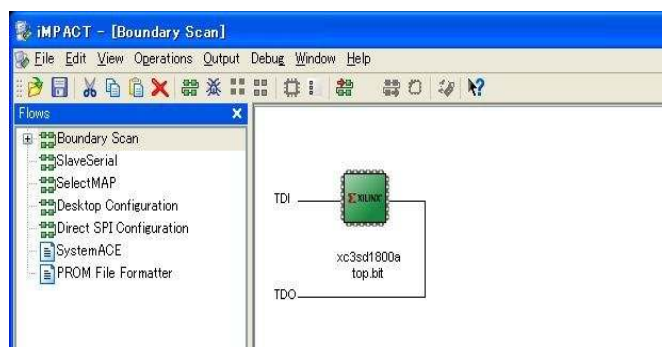 iMPACT - [Boundary Scan]
File Edit View Operations Output Debug Window Help
Flows
Boundary Scan
SlaveSerial
SelectMAP
Desktop Configuration
Direct SPI Configuration
SystemACE
PROM File Formatter
TDI
XILINX
xc3sd1800a
top.bit
TDO